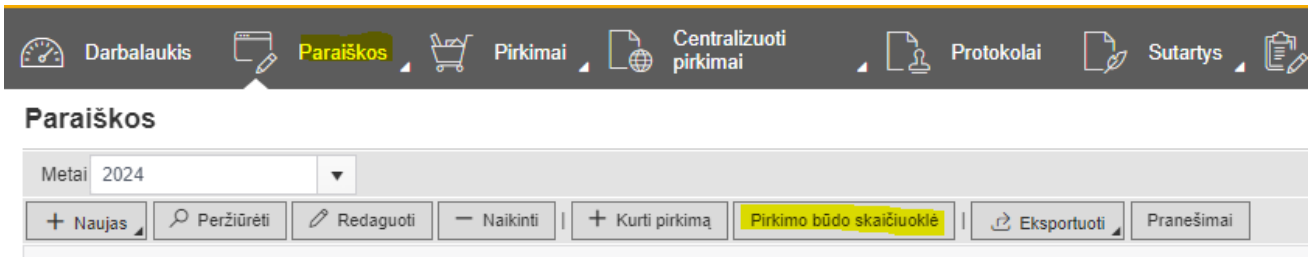 Darbalaukis Paraiškos Pirkimai Centralizuoti pirkimai Protokolai Sutartys
Paraiškos
Metai 2024
+ Naujas Peržiūrėti Redaguoti — Naikinti | + Kurti pirkimą Pirkimo būdo skaičiuoklė | Eksportuoti Pranešimai